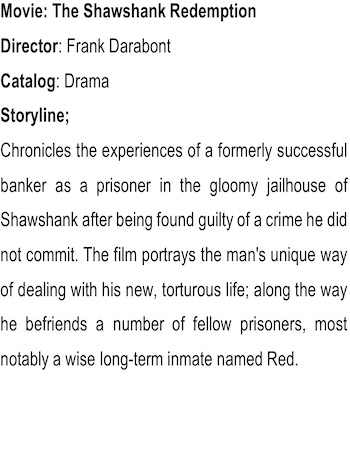 Movie: The Shawshank Redemption
Director: Frank Darabont
Catalog: Drama
Storyline;
Chronicles the experiences of a formerly successful
banker as a prisoner in the gloomy jailhouse of
Shawshank after being found guilty of a crime he did
not commit. The film portrays the man's unique way
of dealing with his new, torturous life; along the way
he befriends a number of fellow prisoners, most
notably a wise long-term inmate named Red.